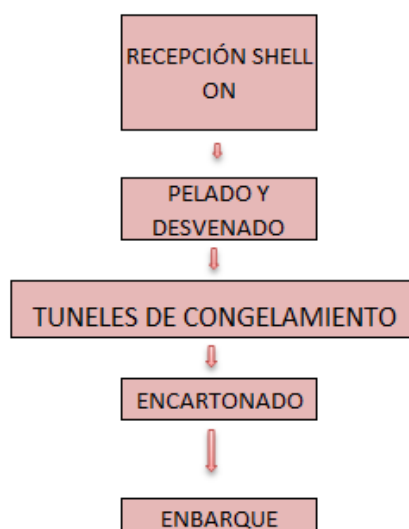 RECEPCIÓN SHELL
ON
PELADO Y
DESVENADO
TUNELES DE CONGELAMIENTO
ENCARTONADO
ENBARQUE